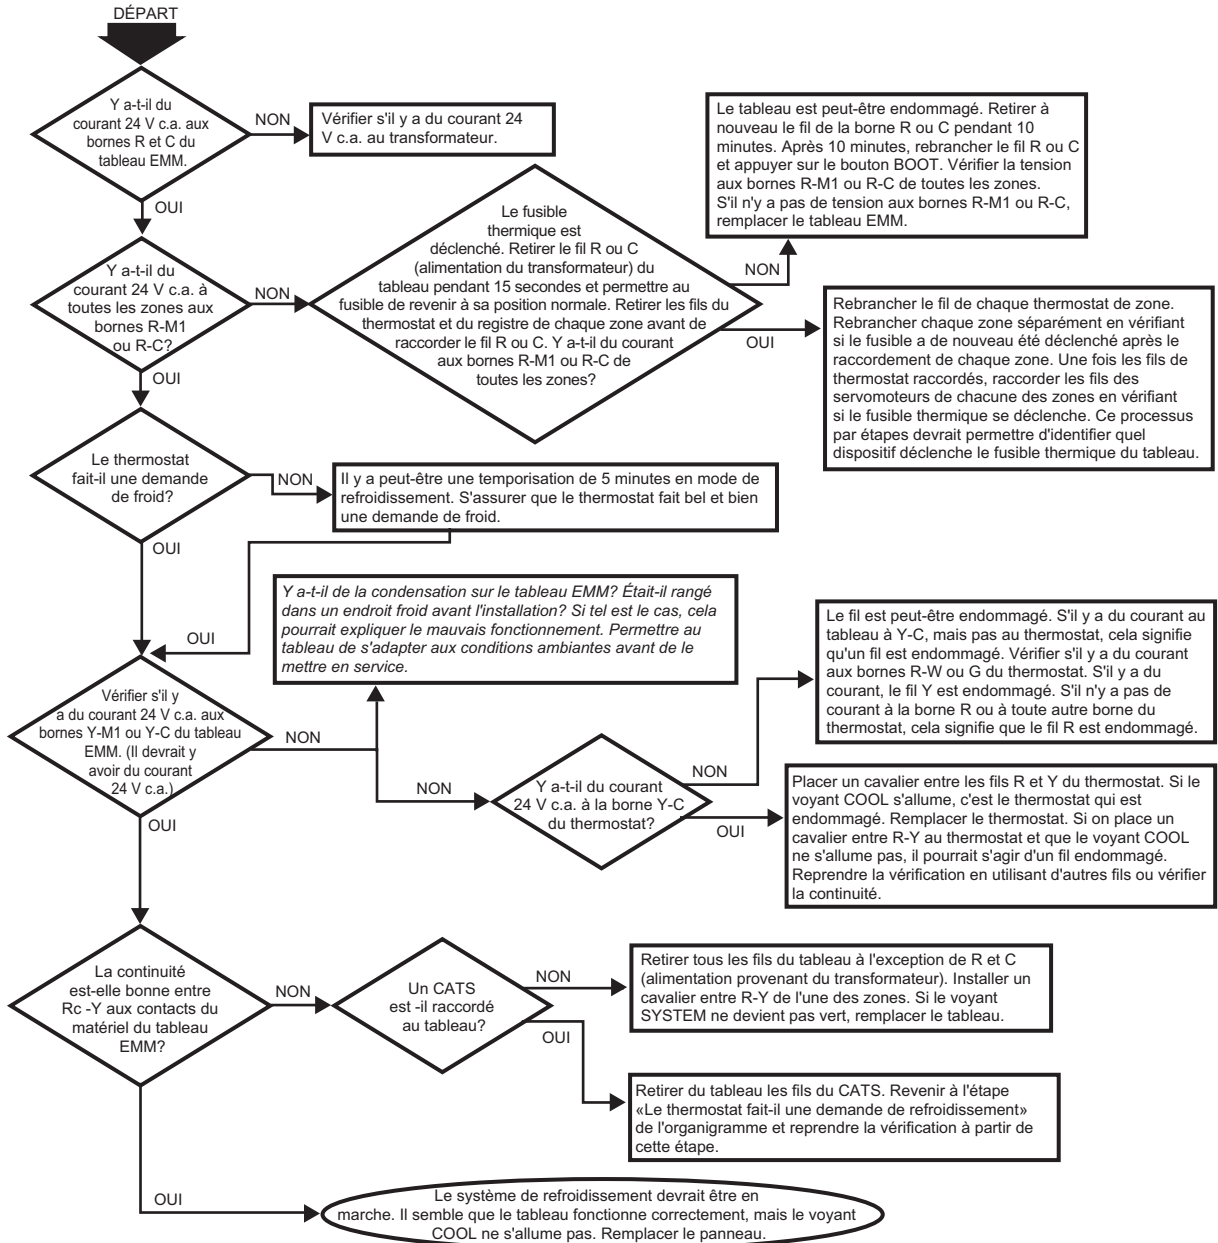 DÉPART
Y a-t-il du
courant 24 V c.a. aux
bornes R et C du
tableau EMM.
NON
Vérifier s'il y a du courant 24
V c.a. au transformateur.
OUI
Y a-t-il du
courant 24 V c.a. à
toutes les zones aux
bornes R-M1
ou R-C?
NON
Le fusible
thermique est
déclenché. Retirer le fil R ou C
(alimentation du transformateur) du
tableau pendant 15 secondes et permettre au
fusible de revenir à sa position normale. Retirer les fils du
thermostat et du registre de chaque zone avant de
raccorder le fil R ou C. Y a-t-il du courant
aux bornes R-M1 ou R-C de
toutes les zones?
NON
Le tableau est peut-être endommagé. Retirer à
nouveau le fil de la borne R ou C pendant 10
minutes. Après 10 minutes, rebrancher le fil R ou C
et appuyer sur le bouton BOOT. Vérifier la tension
aux bornes R-M1 ou R-C de toutes les zones.
S'il n'y a pas de tension aux bornes R-M1 ou R-C,
remplacer le tableau EMM.
OUI
Rebrancher le fil de chaque thermostat de zone.
Rebrancher chaque zone séparément en vérifiant
si le fusible a de nouveau été déclenché après le
raccordement de chaque zone. Une fois les fils de
thermostat raccordés, raccorder les fils des
servomoteurs de chacune des zones en vérifiant
si le fusible thermique se déclenche. Ce processus
par étapes devrait permettre d'identifier quel
dispositif déclenche le fusible thermique du tableau.
OUI
Le thermostat
fait-il une demande
de froid?
NON
Il y a peut-être une temporisation de 5 minutes en mode de
refroidissement. S'assurer que le thermostat fait bel et bien
une demande de froid.
OUI
OUI
Y a-t-il de la condensation sur le tableau EMM? Était-il rangé
dans un endroit froid avant l'installation? Si tel est le cas, cela
pourrait expliquer le mauvais fonctionnement. Permettre au
tableau de s'adapter aux conditions ambiantes avant de le
mettre en service.
Vérifier s'il y
a du courant 24 V c.a. aux
bornes Y-M1 ou Y-C du tableau
EMM. (Il devrait y
avoir du courant
24 V c.a.)
NON
NON
Y a-t-il du courant
24 V c.a. à la borne Y-C
du thermostat?
NON
Le fil est peut-être endommagé. S'il y a du courant au
tableau à Y-C, mais pas au thermostat, cela signifie
qu'un fil est endommagé. Vérifier s'il y a du courant
aux bornes R-W ou G du thermostat. S'il y a du
courant, le fil Y est endommagé. S'il n'y a pas de
courant à la borne R ou à toute autre borne du
thermostat, cela signifie que le fil R est endommagé.
OUI
Placer un cavalier entre les fils R et Y du thermostat. Si le
voyant COOL s'allume, c'est le thermostat qui est
endommagé. Remplacer le thermostat. Si on place un
cavalier entre R-Y au thermostat et que le voyant COOL
ne s'allume pas, il pourrait s'agir d'un fil endommagé.
Reprendre la vérification en utilisant d'autres fils ou vérifier
la continuité.
OUI
La continuité
est-elle bonne entre
Rc -Y aux contacts du
matériel du tableau
EMM?
NON
Un CATS
est -il raccordé
au tableau?
NON
Retirer tous les fils du tableau à l'exception de R et C
(alimentation provenant du transformateur). Installer un
cavalier entre R-Y de l'une des zones. Si le voyant
SYSTEM ne devient pas vert, remplacer le tableau.
OUI
Retirer du tableau les fils du CATS. Revenir à l'étape
«Le thermostat fait-il une demande de refroidissement»
de l'organigramme et reprendre la vérification à partir de
cette étape.
OUI
Le système de refroidissement devrait être en
marche. Il semble que le tableau fonctionne correctement, mais le voyant
COOL ne s'allume pas. Remplacer le panneau.